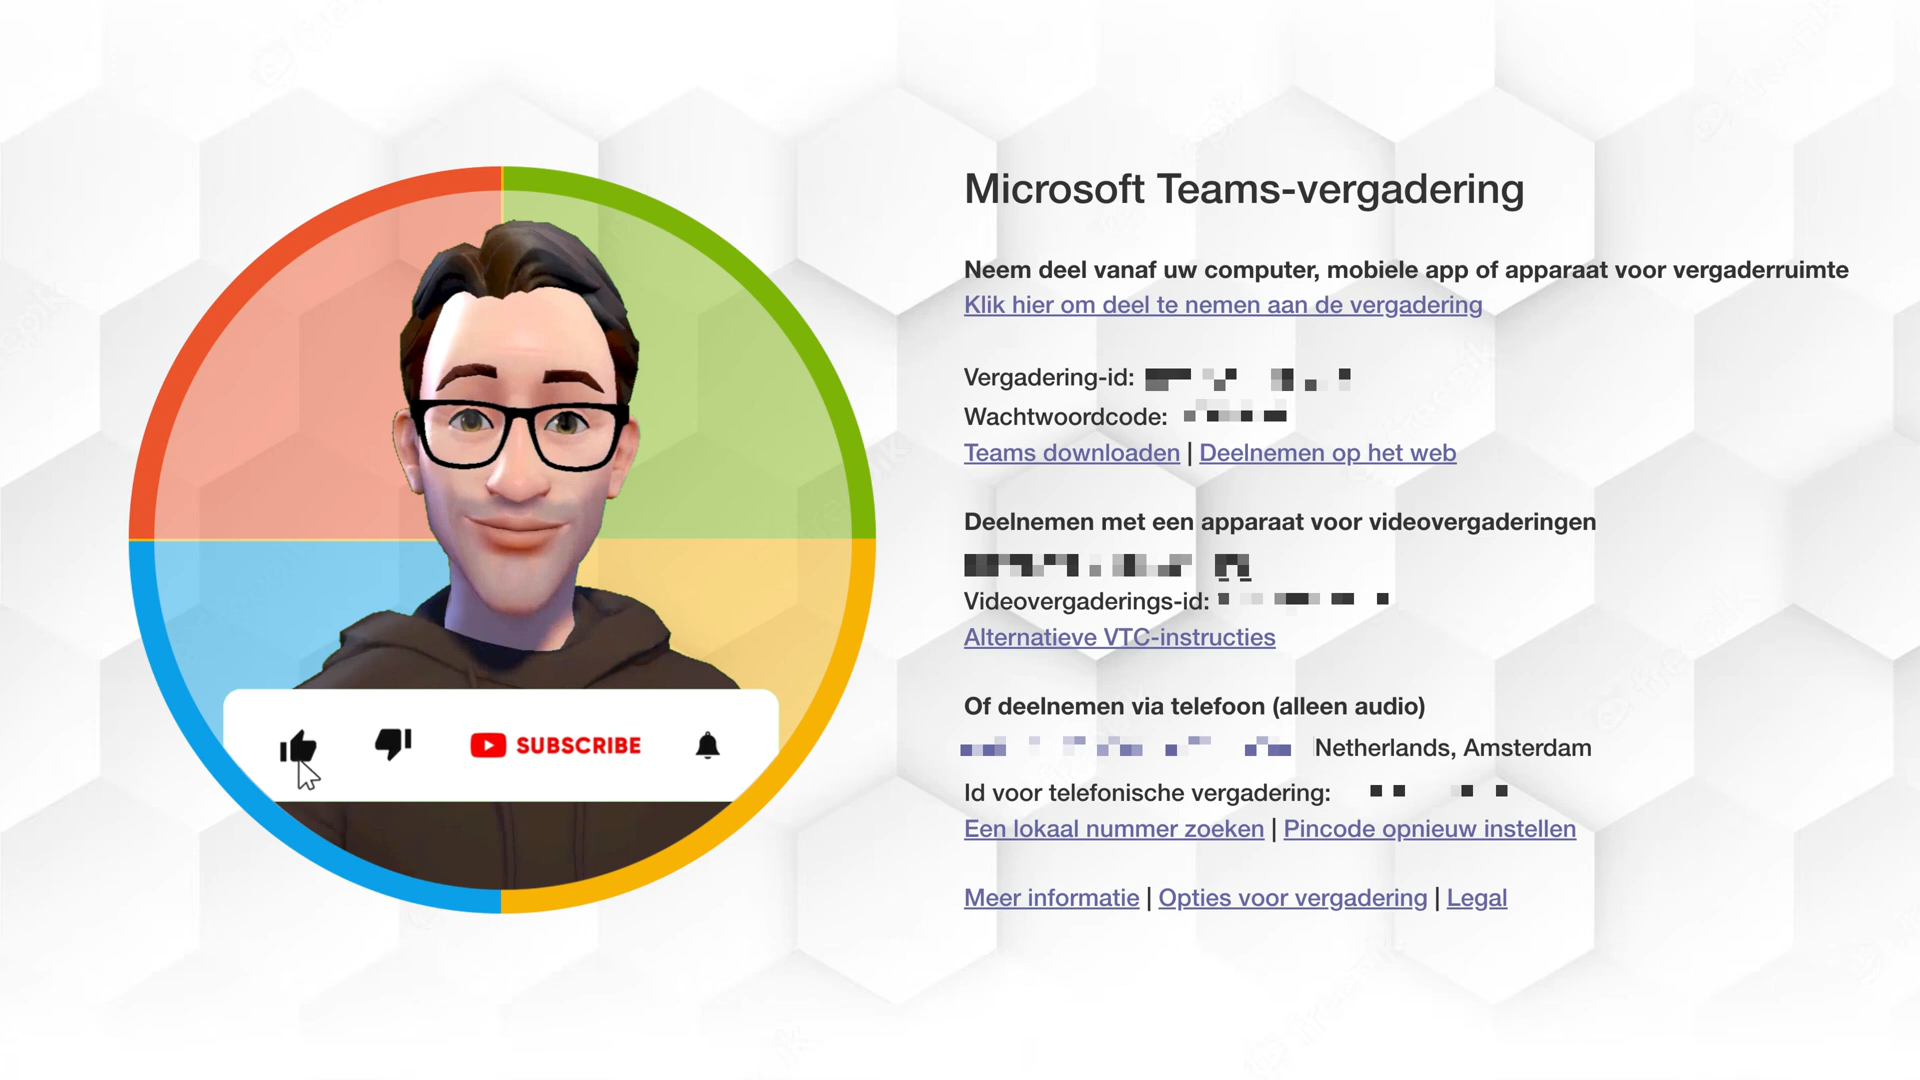 Microsoft Teams-vergadering
Neem deel vanaf uw computer, mobiele app of apparaat voor vergaderruimte
Klik hier om deel te nemen aan de vergadering
Vergadering-id:
Wachtwoordcode:
Teams downloaden | Deelnemen op het web
Deelnemen met een apparaat voor videovergaderingen
Videovergaderings-id:
Alternatieve VTC-instructies
Of deelnemen via telefoon (alleen audio)
Netherlands, Amsterdam
Id voor telefonische vergadering:
Een lokaal nummer zoeken | Pincode opnieuw instellen
Meer informatie | Opties voor vergadering | Legal
SUBSCRIBE